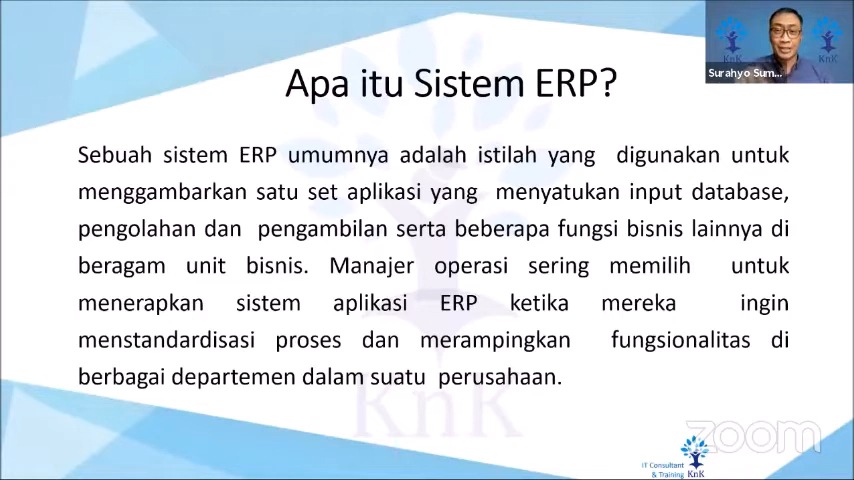 Apa itu Sistem ERP?
Sebuah sistem ERP umumnya adalah istilah yang digunakan untuk
menggambarkan satu set aplikasi yang menyatukan input database,
pengolahan dan pengambilan serta beberapa fungsi bisnis lainnya di
beragam unit bisnis. Manajer operasi sering memilih untuk
menerapkan sistem aplikasi ERP ketika mereka ingin
menstandardisasi proses dan merampingkan fungsionalitas di
berbagai departemen dalam suatu perusahaan.
KnK
KnK
KnK
Surahyo Sum...
zoom
IT Consultant
& Training KnK